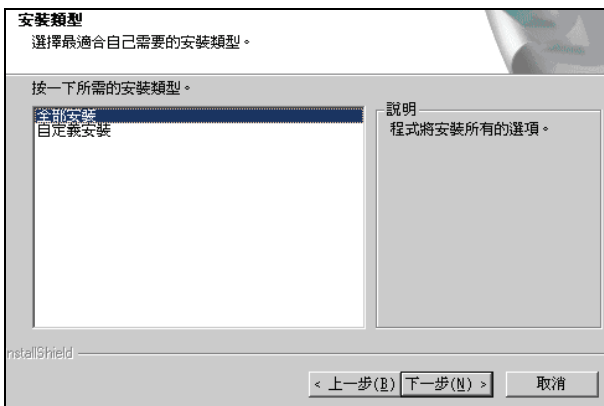 安裝類型
選擇最適合自己需要的安裝類型。
按一下所需的安裝類型。
全部安裝
自定義安裝
說明
程式將安裝所有的選項。
nstallShield
< 上一步(B)
下一步(N) >
取消